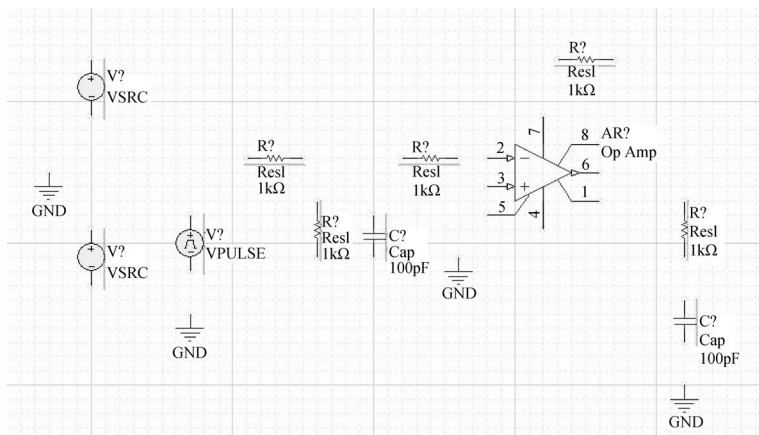 R?
Resl
1kΩ
V?
VSRC
7
8
AR?
Op Amp
R?
Resl
1kΩ
R?
Resl
1kΩ
2
6
3
1
5
4
GND
R?
Resl
1kΩ
C?
Cap
100pF
R?
Resl
1kΩ
V?
VPULSE
V?
VSRC
GND
C?
Cap
100pF
GND
GND